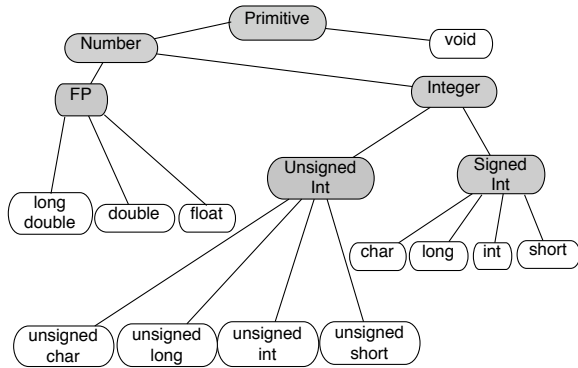 Primitive
Number
void
FP
Integer
Unsigned
Int
Signed
Int
long
double
double
float
char
long
int
short
unsigned
char
unsigned
long
unsigned
int
unsigned
short